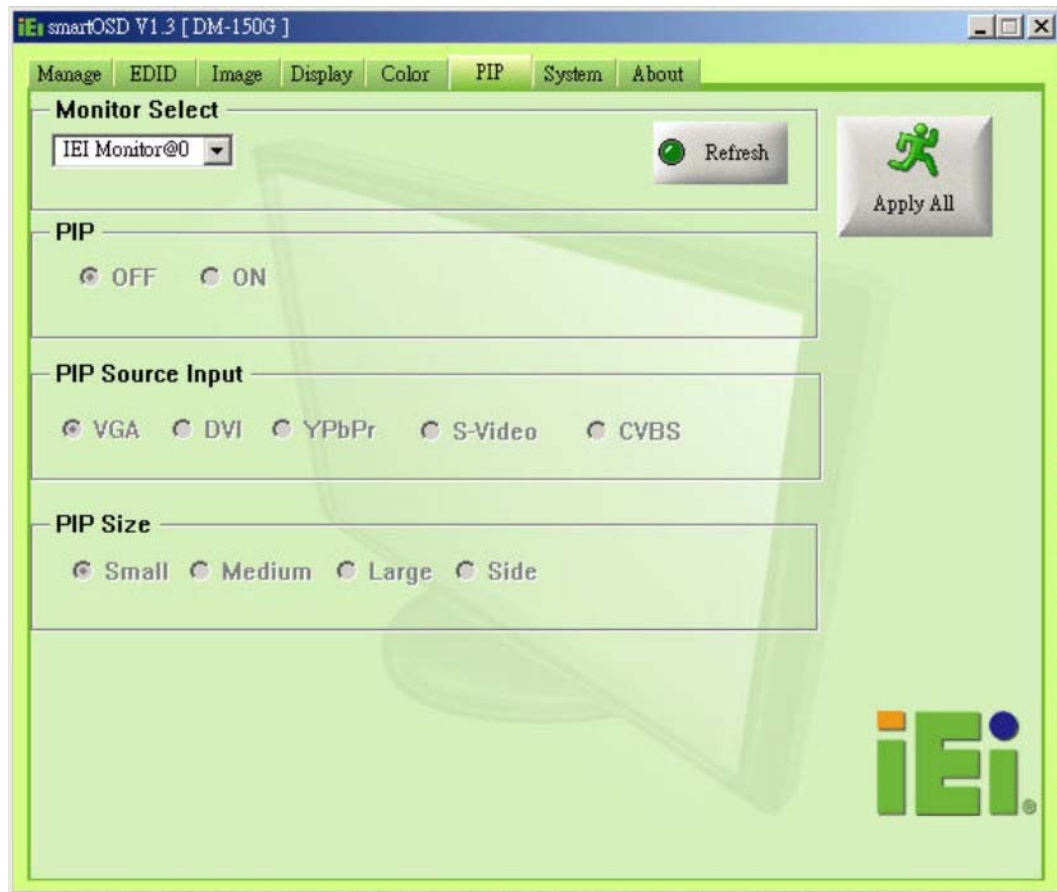 iEi smartOSD V1.3 [ DM-150G ]
Manage EDID Image Display Color PIP System About
Monitor Select
IEI Monitor@0
Refresh
Apply All
PIP
OFF ON
PIP Source Input
VGA DVI YPbPr S-Video CVBS
PIP Size
Small Medium Large Side
iEi®